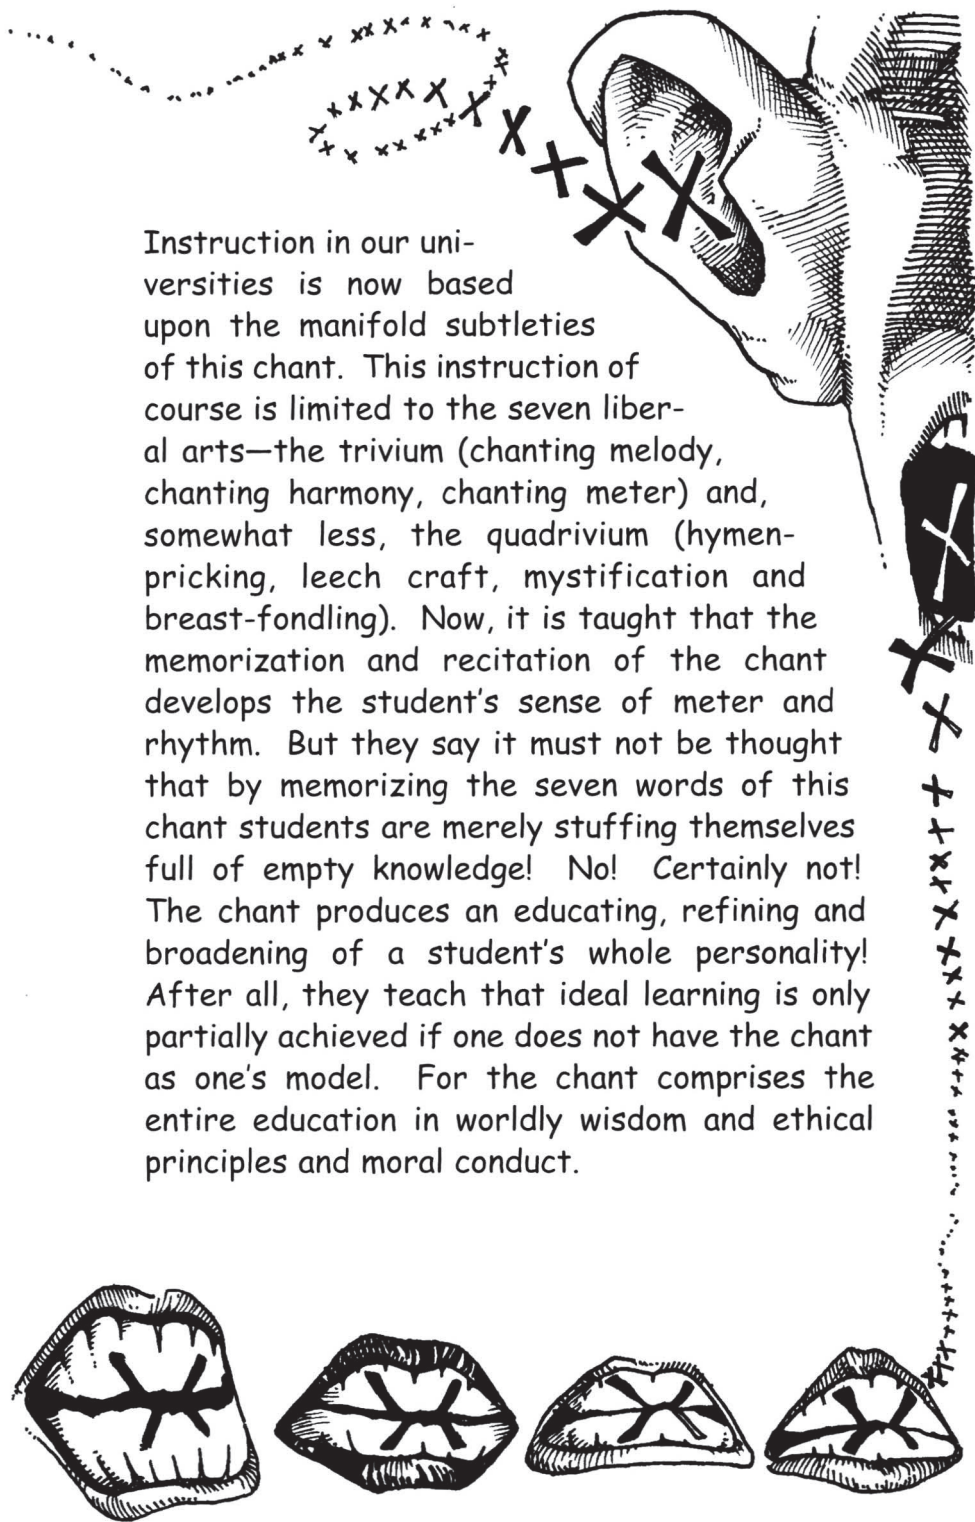 Instruction in our uni-
versities is now based
upon the manifold subtleties
of this chant. This instruction of
course is limited to the seven liber-
al arts—the trivium (chanting melody,
chanting harmony, chanting meter) and,
somewhat less, the quadrivium (hymen-
pricking, leech craft, mystification and
breast-fondling). Now, it is taught that the
memorization and recitation of the chant
develops the student's sense of meter and
rhythm. But they say it must not be thought
that by memorizing the seven words of this
chant students are merely stuffing themselves
full of empty knowledge! No! Certainly not!
The chant produces an educating, refining and
broadening of a student's whole personality!
After all, they teach that ideal learning is only
partially achieved if one does not have the chant
as one's model. For the chant comprises the
entire education in worldly wisdom and ethical
principles and moral conduct.